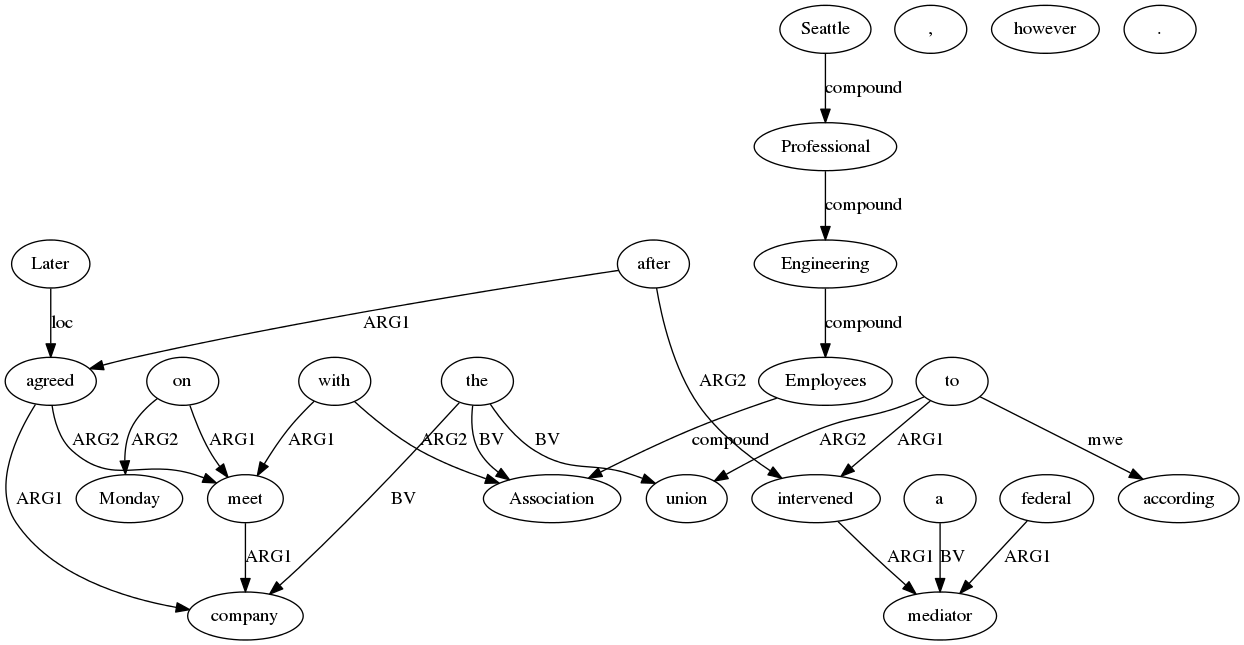 Seattle , however .
compound
Professional
compound
Later after Engineering
loc ARG1 compound
agreed on with the ARG2 Employees to
ARG2 ARG2 ARG1 ARG1 ARG2 BV BV compound ARG2 ARG1 mwe
ARG1 Monday meet BV Association union intervened a federal according
ARG1 ARG1 BV ARG1
company mediator